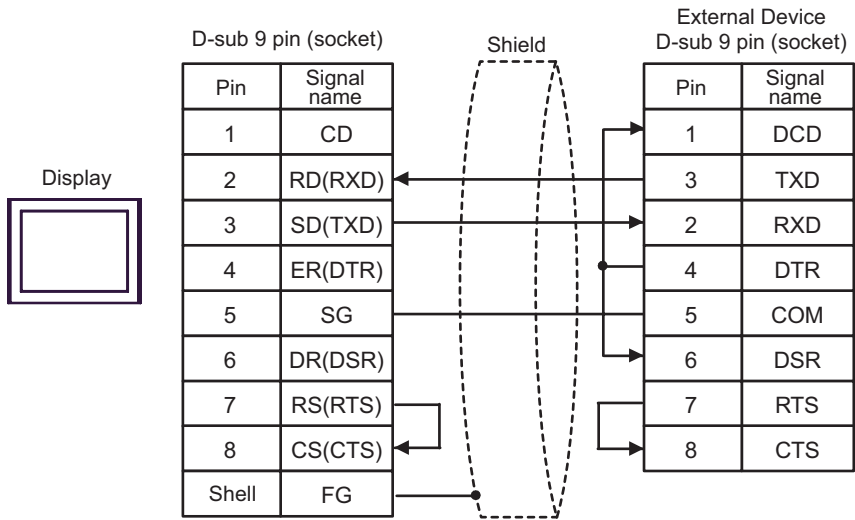 External Device
D-sub 9 pin (socket)
Shield
D-sub 9 pin (socket)
Display
Pin Signal name
1 CD
2 RD(RXD)
3 SD(TXD)
4 ER(DTR)
5 SG
6 DR(DSR)
7 RS(RTS)
8 CS(CTS)
Shell FG
Pin Signal name
1 DCD
3 TXD
2 RXD
4 DTR
5 COM
6 DSR
7 RTS
8 CTS